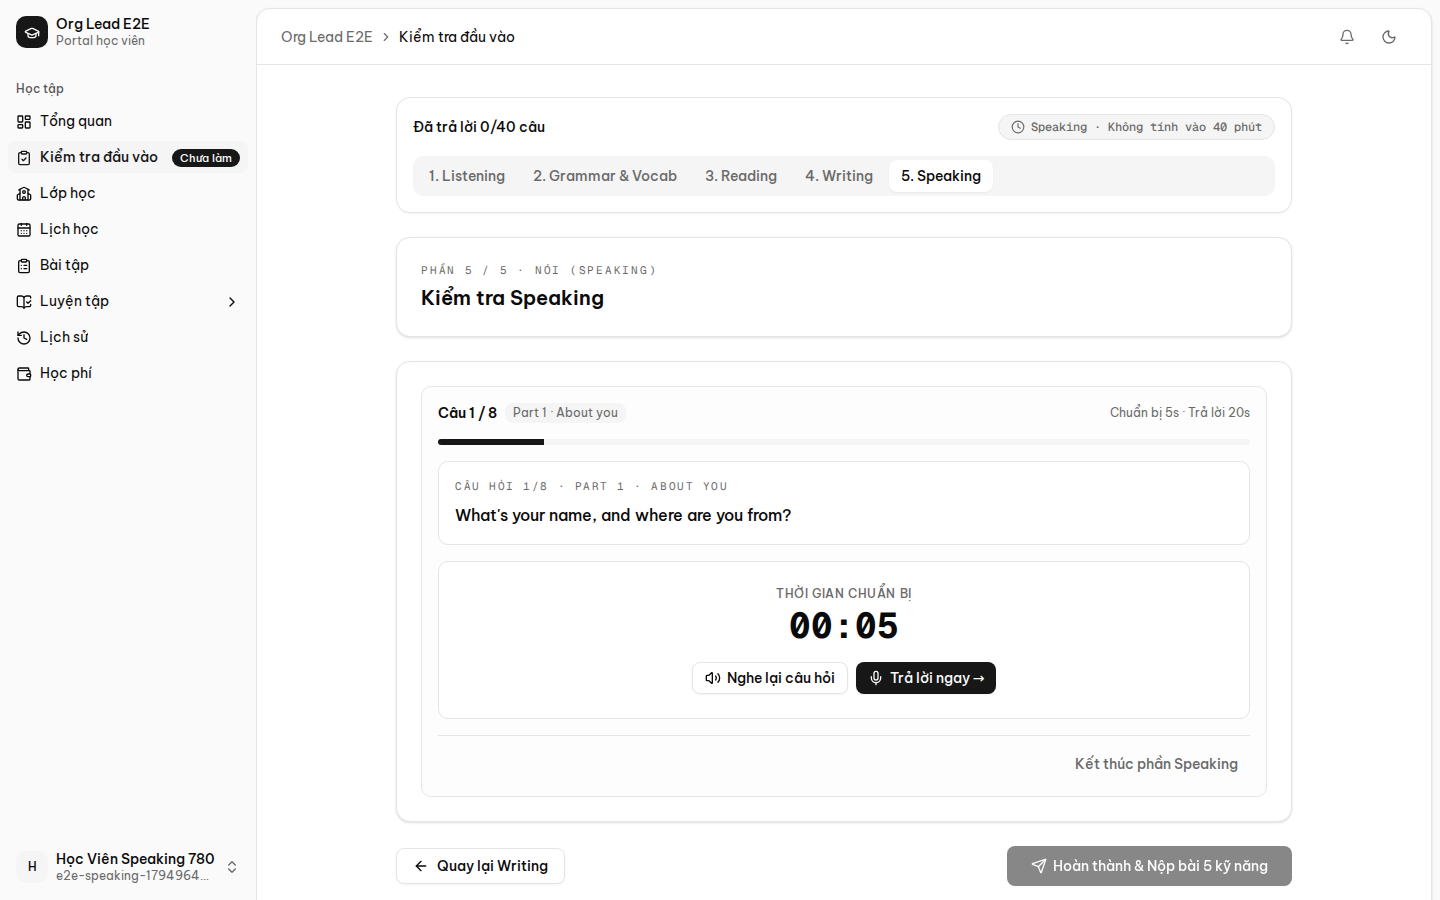 Org Lead E2E
Portal học viên
Học tập
Tổng quan
Kiểm tra đầu vào
Chưa làm
Lớp học
Lịch học
Bài tập
Luyện tập
Lịch sử
Học phí
H
Học Viên Speaking 780
e2e-speaking-1794964...
Org Lead E2E > Kiểm tra đầu vào
Đã trả lời 0/40 câu
Speaking · Không tính vào 40 phút
1. Listening
2. Grammar & Vocab
3. Reading
4. Writing
5. Speaking
PHẦN 5 / 5 · NÓI (SPEAKING)
Kiểm tra Speaking
Câu 1 / 8
Part 1 · About you
Chuẩn bị 5s · Trả lời 20s
CÂU HỎI 1/8 · PART 1 · ABOUT YOU
What's your name, and where are you from?
THỜI GIAN CHUẨN BỊ
00:05
Nghe lại câu hỏi
Trả lời ngay →
Kết thúc phần Speaking
Quay lại Writing
Hoàn thành & Nộp bài 5 kỹ năng